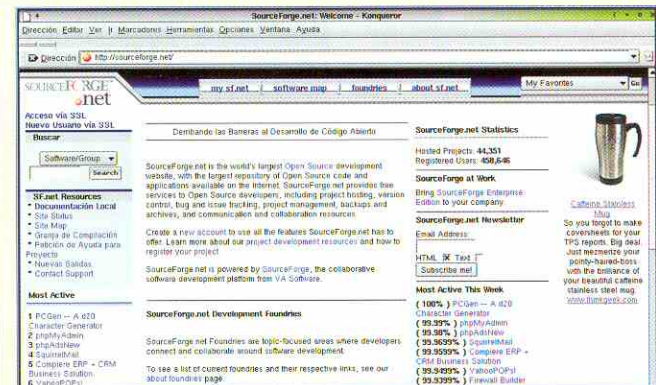 SourceForge.net: Welcome - Konqueror
Dirección Editar Ver Ir Marcadores Herramientas Opciones Ventana Ayuda
Dirección http://sourceforge.net/
SOURCEFORGE
.net
my sf.net | software map | foundries | about sf.net
My Favorites
Go
Acceso vía SSL
Nuevo Usuario vía SSL
Buscar
Software/Group
Search
SF.net Resources
• Documentación Local
• Site Status
• Site Map
• Granja de Compilación
• Petición de Ayuda para
Proyecto
• Nuevas Salidas
• Contact Support
Most Active
1 PCGen -- A d20
Character Generator
2 phpMyAdmin
3 phpAdsNew
4 SquirrelMail
5 Compiere ERP + CRM
Business Solution
6 YahooPOPs!
Derribando las Barreras al Desarrollo de Código Abierto
SourceForge.net is the world's largest Open Source development
website, with the largest repository of Open Source code and
applications available on the Internet. SourceForge.net provides free
services to Open Source developers, including project hosting, version
control, bug and issue tracking, project management, backups and
archives, and communication and collaboration resources.
Create a new account to use all the features SourceForge.net has to
offer. Learn more about our project development resources and how to
register your project
SourceForge.net is powered by SourceForge, the collaborative
software development platform from VA Software.
SourceForge.net Development Foundries
SourceForge.net Foundries are topic-focused areas where developers
connect and collaborate around software development.
To see a list of current foundries and their respective links, see our
about foundries page.
SourceForge.net Statistics
Hosted Projects: 44,351
Registered Users: 458,646
SourceForge at Work
Bring SourceForge Enterprise
Edition to your company.
SourceForge.net Newsletter
Email Address:
HTML Text
Subscribe me!
Most Active This Week
( 100% ) PCGen -- A d20
Character Generator
( 99.99% ) phpMyAdmin
( 99.98% ) phpAdsNew
( 99.9699% ) SquirrelMail
( 99.9599% ) Compiere ERP +
CRM Business Solution
( 99.9499% ) YahooPOPs!
( 99.9399% ) Firewall Builder
Caffeine Stainless
Mug
So you forgot to make
coversheets for your
TPS reports. Big deal.
Just mezmerize your
pointy-haired-boss
with the brilliance of
your beautiful caffeine
stainless steel mug.
www.thinkgeek.com